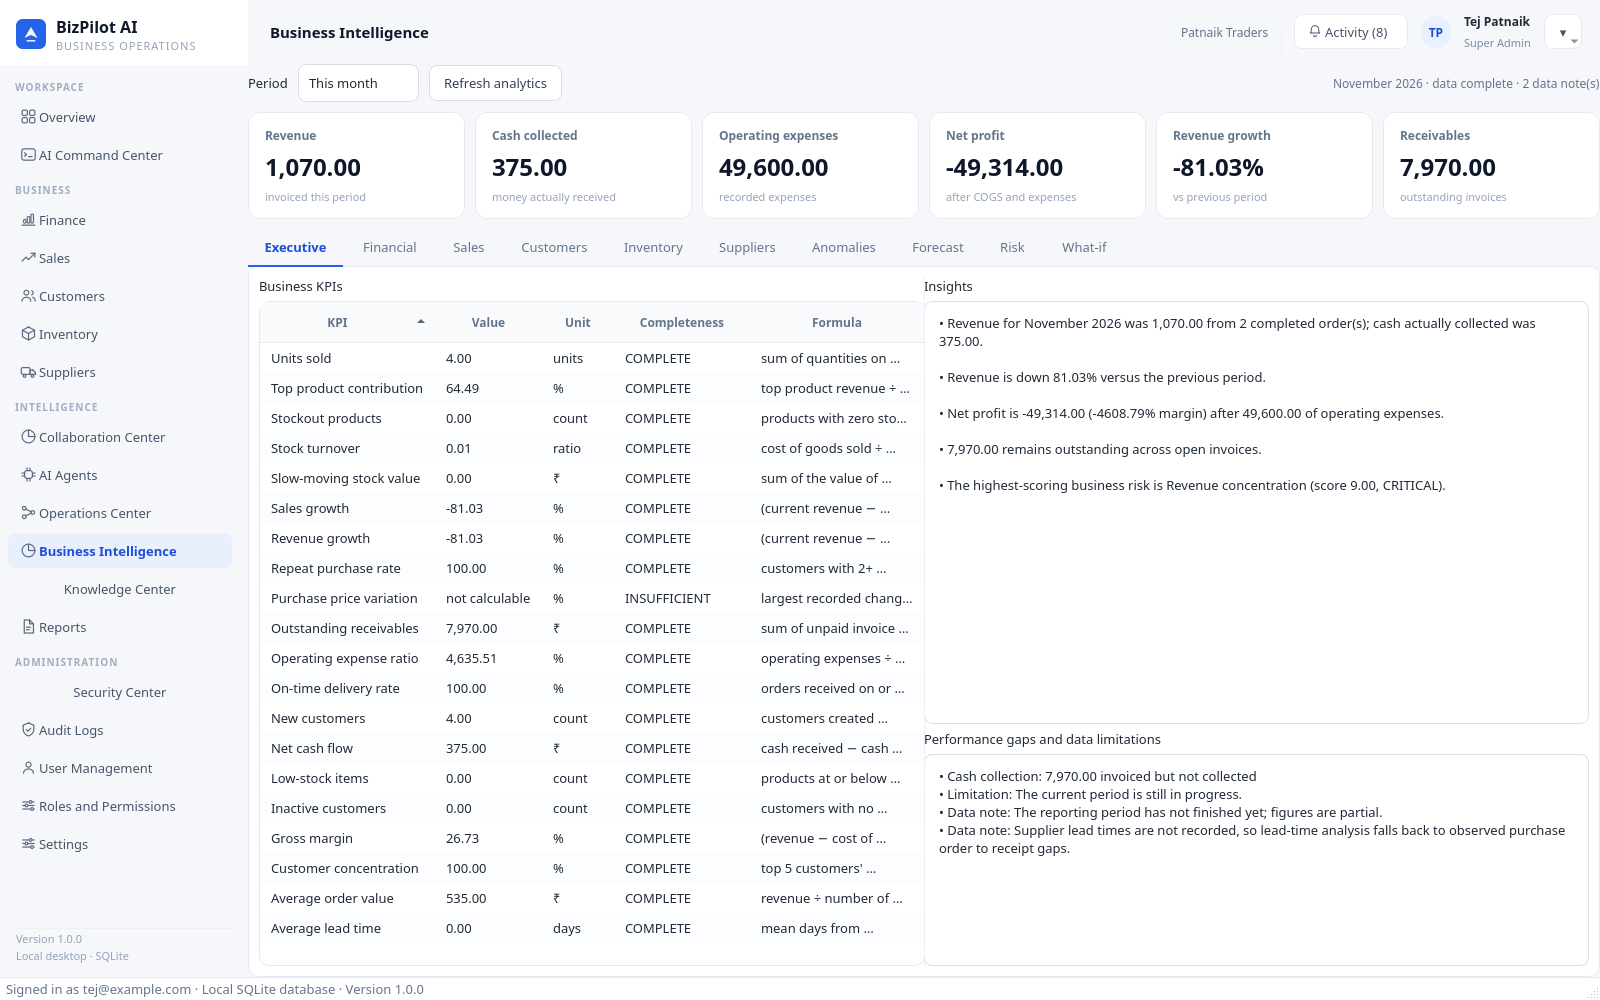 BizPilot AI
BUSINESS OPERATIONS
Business Intelligence
Patnaik Traders
Activity (8)
TP
Tej Patnaik
Super Admin
WORKSPACE
Overview
AI Command Center
BUSINESS
Finance
Sales
Customers
Inventory
Suppliers
INTELLIGENCE
Collaboration Center
AI Agents
Operations Center
Business Intelligence
Knowledge Center
Reports
ADMINISTRATION
Security Center
Audit Logs
User Management
Roles and Permissions
Settings
Version 1.0.0
Local desktop · SQLite
Period
This month
Refresh analytics
November 2026 · data complete · 2 data note(s)
Revenue
1,070.00
invoiced this period
Cash collected
375.00
money actually received
Operating expenses
49,600.00
recorded expenses
Net profit
-49,314.00
after COGS and expenses
Revenue growth
-81.03%
vs previous period
Receivables
7,970.00
outstanding invoices
Executive Financial Sales Customers Inventory Suppliers Anomalies Forecast Risk What-if
Business KPIs
KPI Value Unit Completeness Formula
Units sold 4.00 units COMPLETE sum of quantities on ...
Top product contribution 64.49 % COMPLETE top product revenue ÷ ...
Stockout products 0.00 count COMPLETE products with zero sto...
Stock turnover 0.01 ratio COMPLETE cost of goods sold ÷ ...
Slow-moving stock value 0.00 ₹ COMPLETE sum of the value of ...
Sales growth -81.03 % COMPLETE (current revenue − ...
Revenue growth -81.03 % COMPLETE (current revenue − ...
Repeat purchase rate 100.00 % COMPLETE customers with 2+ ...
Purchase price variation not calculable % INSUFFICIENT largest recorded chang...
Outstanding receivables 7,970.00 ₹ COMPLETE sum of unpaid invoice ...
Operating expense ratio 4,635.51 % COMPLETE operating expenses ÷ ...
On-time delivery rate 100.00 % COMPLETE orders received on or ...
New customers 4.00 count COMPLETE customers created ...
Net cash flow 375.00 ₹ COMPLETE cash received − cash ...
Low-stock items 0.00 count COMPLETE products at or below ...
Inactive customers 0.00 count COMPLETE customers with no ...
Gross margin 26.73 % COMPLETE (revenue − cost of ...
Customer concentration 100.00 % COMPLETE top 5 customers' ...
Average order value 535.00 ₹ COMPLETE revenue ÷ number of ...
Average lead time 0.00 days COMPLETE mean days from ...
Insights
• Revenue for November 2026 was 1,070.00 from 2 completed order(s); cash actually collected was
375.00.
• Revenue is down 81.03% versus the previous period.
• Net profit is -49,314.00 (-4608.79% margin) after 49,600.00 of operating expenses.
• 7,970.00 remains outstanding across open invoices.
• The highest-scoring business risk is Revenue concentration (score 9.00, CRITICAL).
Performance gaps and data limitations
• Cash collection: 7,970.00 invoiced but not collected
• Limitation: The current period is still in progress.
• Data note: The reporting period has not finished yet; figures are partial.
• Data note: Supplier lead times are not recorded, so lead-time analysis falls back to observed purchase
order to receipt gaps.
Signed in as tej@example.com · Local SQLite database · Version 1.0.0